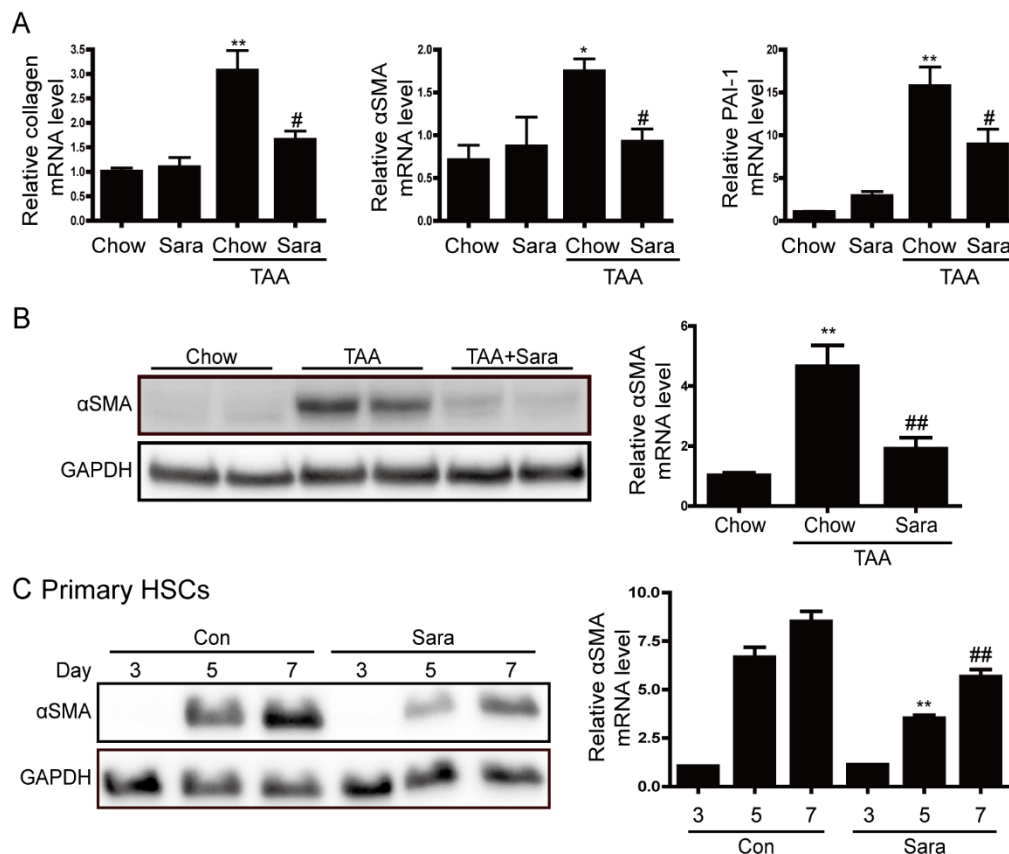 A
Relative collagen
mRNA level
3.5
3.0
2.5
2.0
1.5
1.0
0.5
0.0
**
#
Chow Sara Chow Sara
TAA
Relative αSMA
mRNA level
2.0
1.5
1.0
0.5
0.0
*
#
Chow Sara Chow Sara
TAA
Relative PAI-1
mRNA level
20
15
10
5
0
**
#
Chow Sara Chow Sara
TAA
B
Chow TAA TAA+Sara
αSMA
GAPDH
Relative αSMA
mRNA level
6
4
2
0
**
##
Chow Chow Sara
TAA
C Primary HSCs
Con Sara
Day 3 5 7 3 5 7
αSMA
GAPDH
Relative αSMA
mRNA level
10.0
7.5
5.0
2.5
0.0
**
##
3 5 7 3 5 7
Con Sara